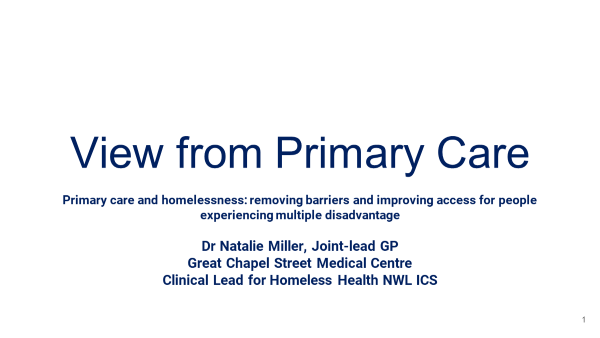 View from Primary Care
Primary care and homelessness: removing barriers and improving access for people
experiencing multiple disadvantage
Dr Natalie Miller, Joint-lead GP
Great Chapel Street Medical Centre
Clinical Lead for Homeless Health NWL ICS
1